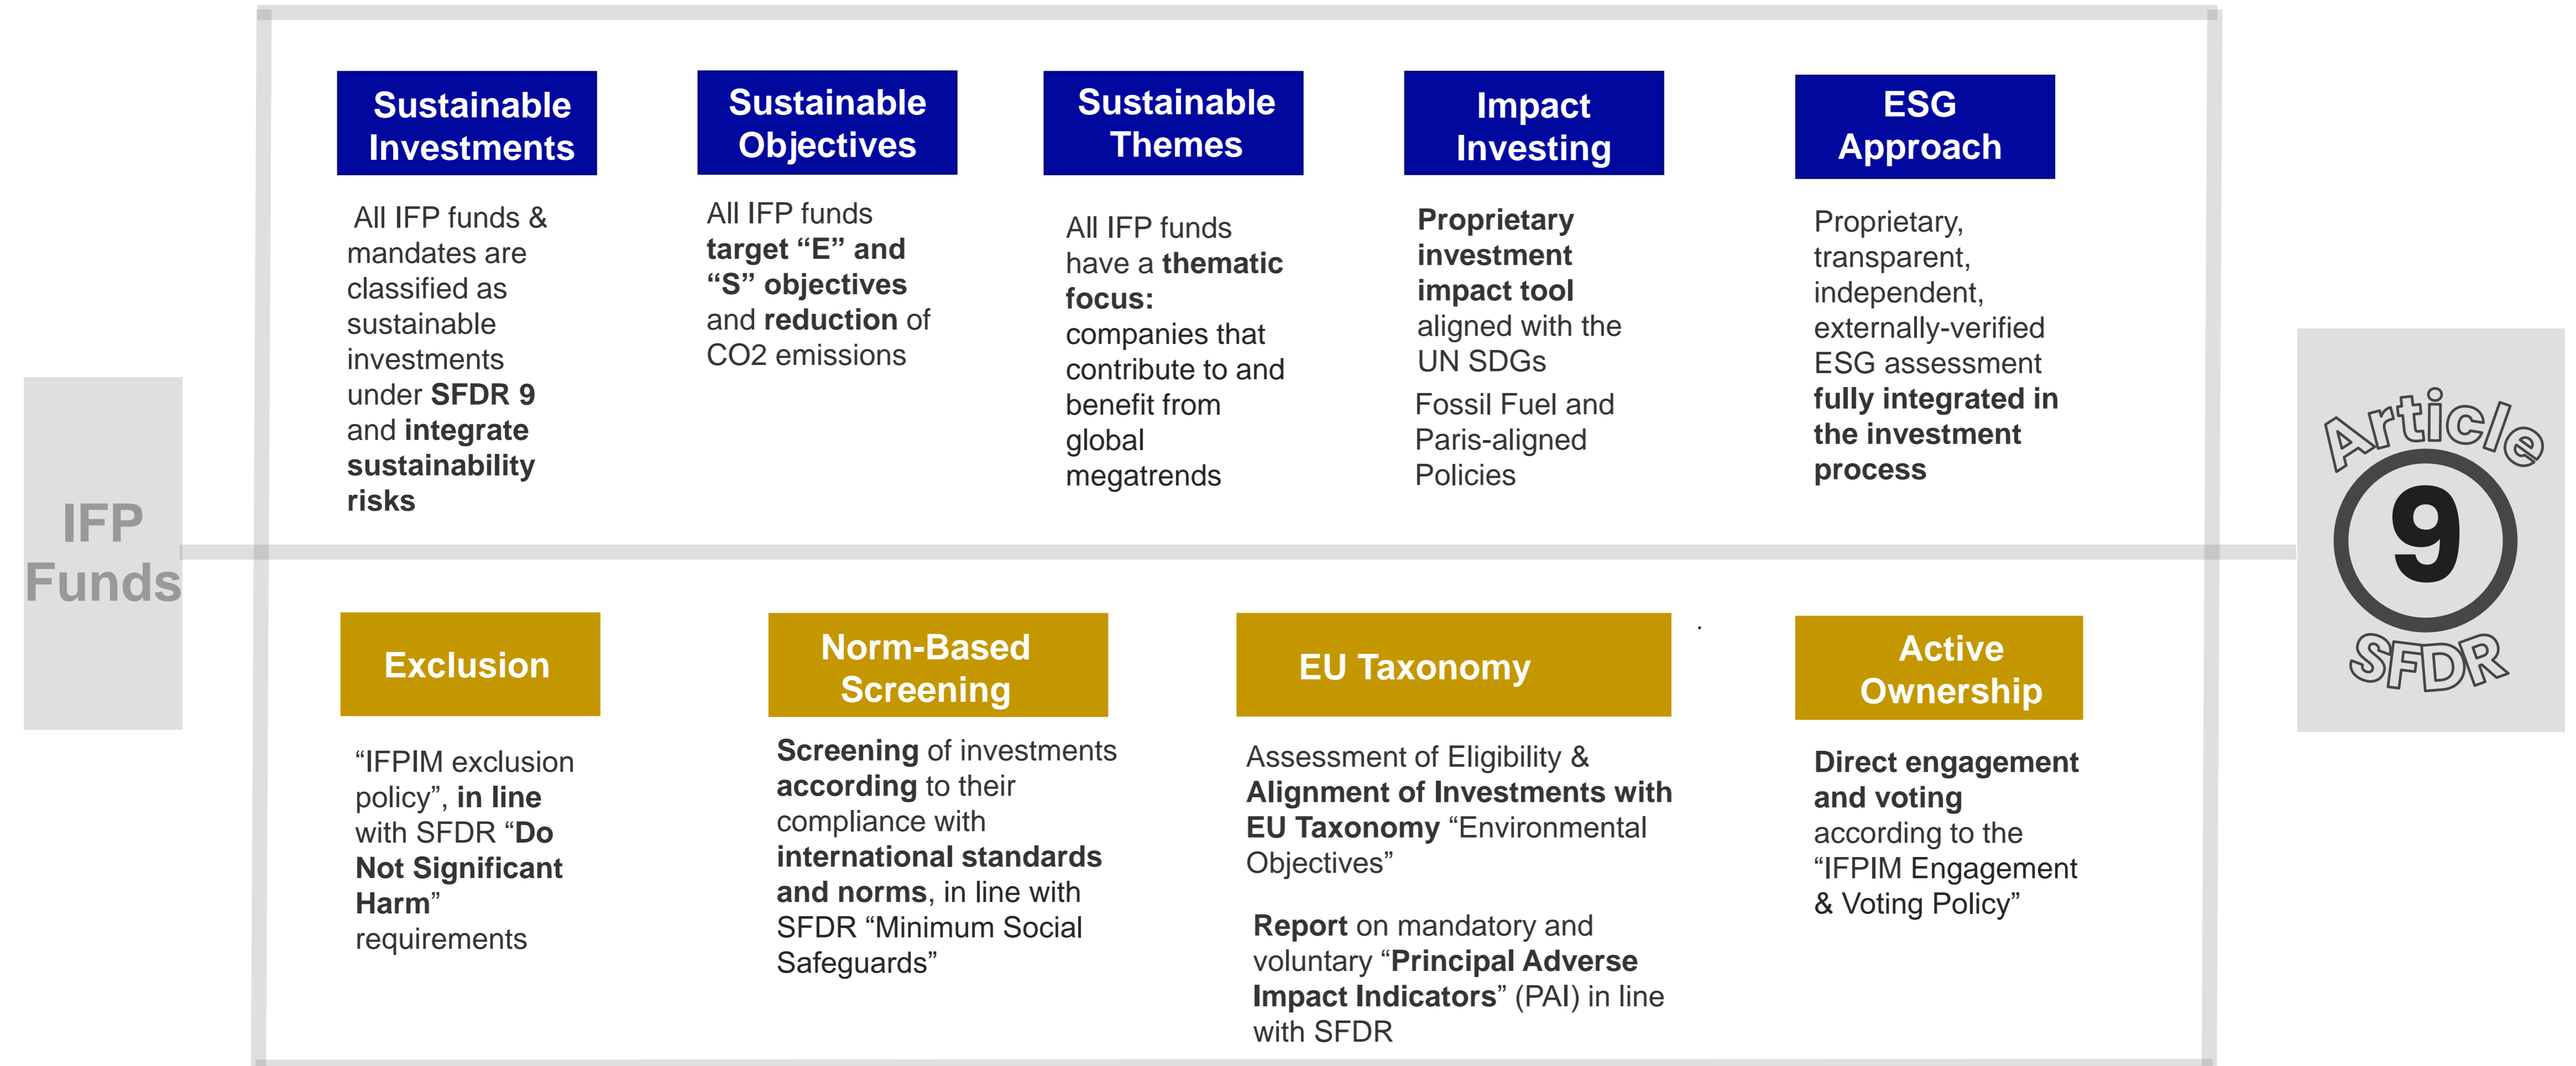 IFP
Funds
Sustainable
Investments
All IFP funds &
mandates are
classified as
sustainable
investments
under SFDR 9
and integrate
sustainability
risks
Sustainable
Objectives
All IFP funds
target “E” and
“S” objectives
and reduction of
CO2 emissions
Sustainable
Themes
All IFP funds
have a thematic
focus:
companies that
contribute to and
benefit from
global
megatrends
Impact
Investing
Proprietary
investment
impact tool
aligned with the
UN SDGs
Fossil Fuel and
Paris-aligned
Policies
ESG
Approach
Proprietary,
transparent,
independent,
externally-verified
ESG assessment
fully integrated in
the investment
process
Exclusion
“IFPIM exclusion
policy”, in line
with SFDR “Do
Not Significant
Harm”
requirements
Norm-Based
Screening
Screening of investments
according to their
compliance with
international standards
and norms, in line with
SFDR “Minimum Social
Safeguards”
EU Taxonomy
.
Assessment of Eligibility &
Alignment of Investments with
EU Taxonomy “Environmental
Objectives”
Report on mandatory and
voluntary “Principal Adverse
Impact Indicators” (PAI) in line
with SFDR
Active
Ownership
Direct engagement
and voting
according to the
“IFPIM Engagement
& Voting Policy”
Article
9
SFDR